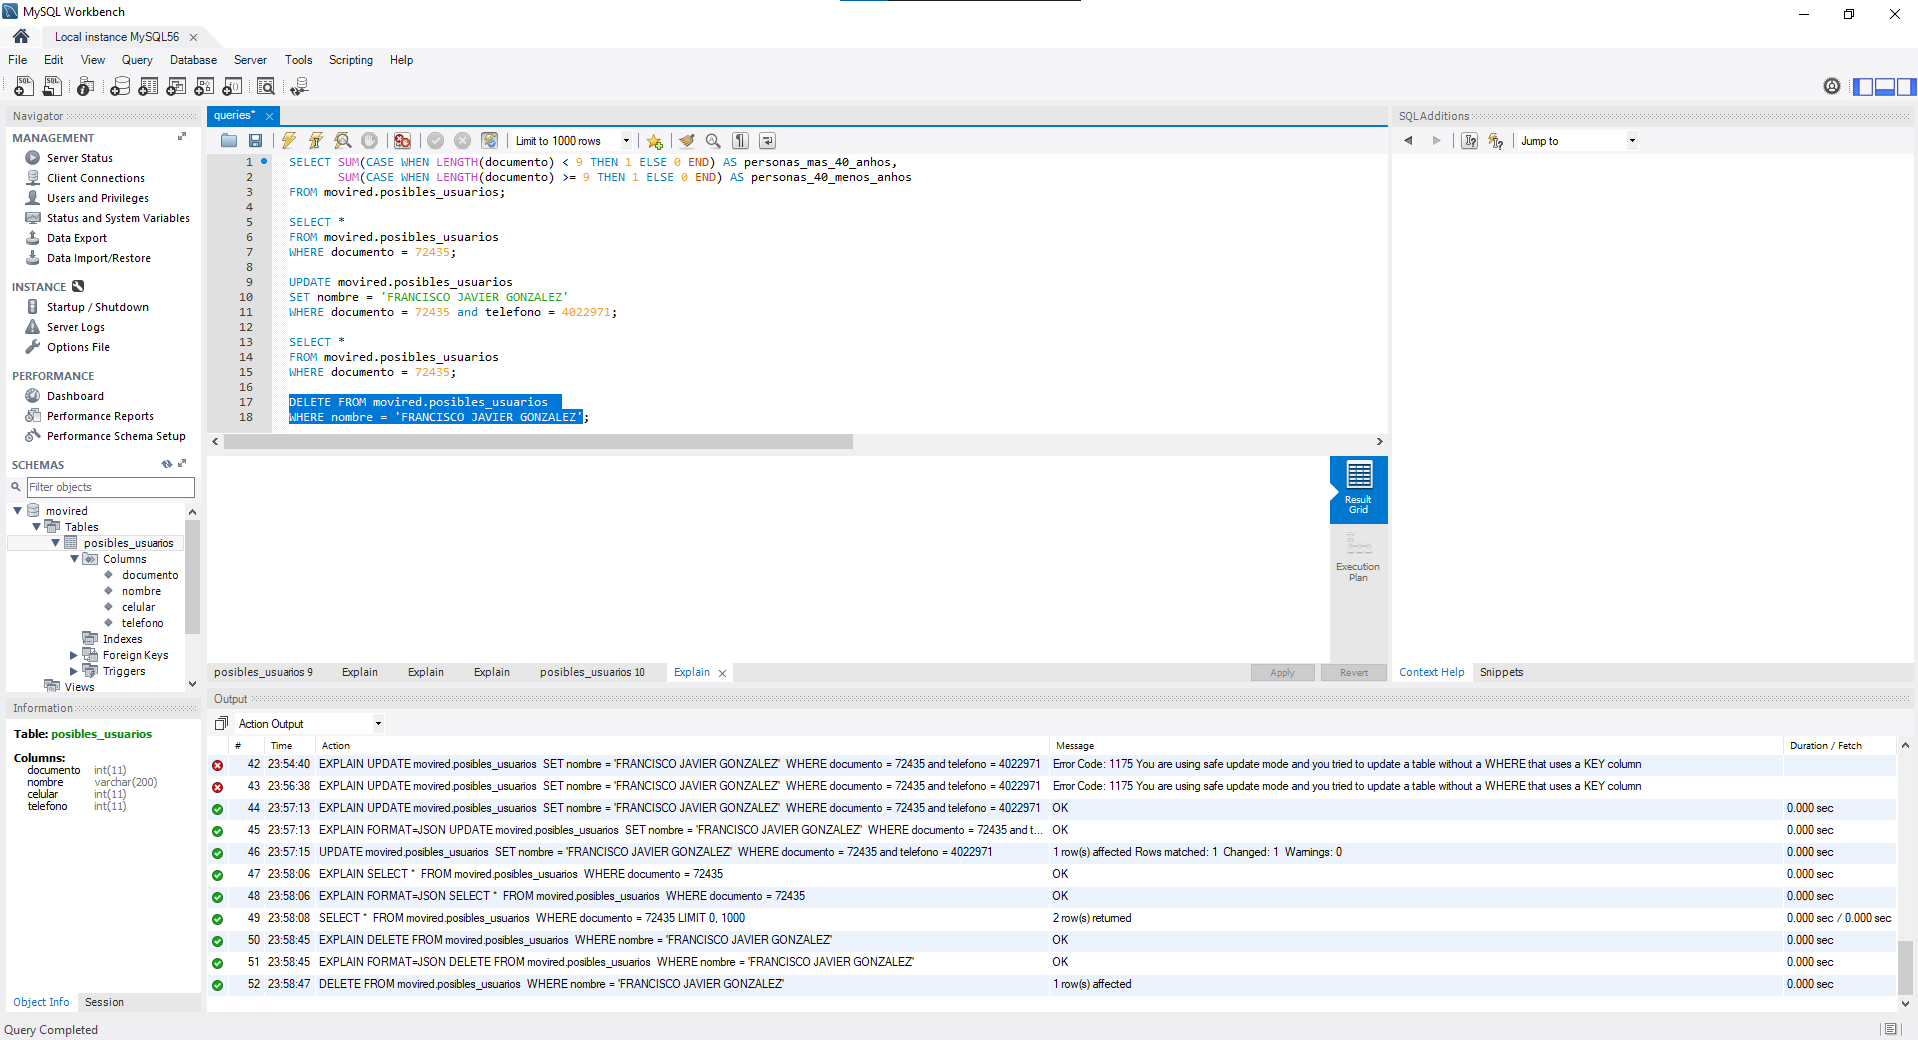 MySQL Workbench
Local instance MySQL56
File Edit View Query Database Server Tools Scripting Help
Navigator
MANAGEMENT
Server Status
Client Connections
Users and Privileges
Status and System Variables
Data Export
Data Import/Restore
INSTANCE
Startup / Shutdown
Server Logs
Options File
PERFORMANCE
Dashboard
Performance Reports
Performance Schema Setup
SCHEMAS
Filter objects
movired
Tables
posibles_usuarios
Columns
documento
nombre
celular
telefono
Indexes
Foreign Keys
Triggers
Views
Information
Table: posibles_usuarios
Columns:
documento int(11)
nombre varchar(200)
celular int(11)
telefono int(11)
Object Info Session
Query Completed
queries*
Limit to 1000 rows
1 SELECT SUM(CASE WHEN LENGTH(documento) < 9 THEN 1 ELSE 0 END) AS personas_mas_40_anhos,
2 SUM(CASE WHEN LENGTH(documento) >= 9 THEN 1 ELSE 0 END) AS personas_40_menos_anhos
3 FROM movired.posibles_usuarios;
4
5 SELECT *
6 FROM movired.posibles_usuarios
7 WHERE documento = 72435;
8
9 UPDATE movired.posibles_usuarios
10 SET nombre = 'FRANCISCO JAVIER GONZALEZ'
11 WHERE documento = 72435 and telefono = 4022971;
12
13 SELECT *
14 FROM movired.posibles_usuarios
15 WHERE documento = 72435;
16
17 DELETE FROM movired.posibles_usuarios
18 WHERE nombre = 'FRANCISCO JAVIER GONZALEZ';
Result
Grid
Execution
Plan
posibles_usuarios 9 Explain Explain Explain posibles_usuarios 10 Explain
Apply Revert
SQLAdditions
Jump to
Context Help Snippets
Output
Action Output
# Time Action Message Duration / Fetch
42 23:54:40 EXPLAIN UPDATE movired.posibles_usuarios SET nombre = 'FRANCISCO JAVIER GONZALEZ' WHERE documento = 72435 and telefono = 4022971 Error Code: 1175 You are using safe update mode and you tried to update a table without a WHERE that uses a KEY column
43 23:56:38 EXPLAIN UPDATE movired.posibles_usuarios SET nombre = 'FRANCISCO JAVIER GONZALEZ' WHERE documento = 72435 and telefono = 4022971 Error Code: 1175 You are using safe update mode and you tried to update a table without a WHERE that uses a KEY column
44 23:57:13 EXPLAIN UPDATE movired.posibles_usuarios SET nombre = 'FRANCISCO JAVIER GONZALEZ' WHERE documento = 72435 and telefono = 4022971 OK 0.000 sec
45 23:57:13 EXPLAIN FORMAT=JSON UPDATE movired.posibles_usuarios SET nombre = 'FRANCISCO JAVIER GONZALEZ' WHERE documento = 72435 and t... OK 0.000 sec
46 23:57:15 UPDATE movired.posibles_usuarios SET nombre = 'FRANCISCO JAVIER GONZALEZ' WHERE documento = 72435 and telefono = 4022971 1 row(s) affected Rows matched: 1 Changed: 1 Warnings: 0 0.000 sec
47 23:58:06 EXPLAIN SELECT * FROM movired.posibles_usuarios WHERE documento = 72435 OK 0.000 sec
48 23:58:06 EXPLAIN FORMAT=JSON SELECT * FROM movired.posibles_usuarios WHERE documento = 72435 OK 0.000 sec
49 23:58:08 SELECT * FROM movired.posibles_usuarios WHERE documento = 72435 LIMIT 0, 1000 2 row(s) returned 0.000 sec / 0.000 sec
50 23:58:45 EXPLAIN DELETE FROM movired.posibles_usuarios WHERE nombre = 'FRANCISCO JAVIER GONZALEZ' OK 0.000 sec
51 23:58:45 EXPLAIN FORMAT=JSON DELETE FROM movired.posibles_usuarios WHERE nombre = 'FRANCISCO JAVIER GONZALEZ' OK 0.000 sec
52 23:58:47 DELETE FROM movired.posibles_usuarios WHERE nombre = 'FRANCISCO JAVIER GONZALEZ' 1 row(s) affected 0.000 sec